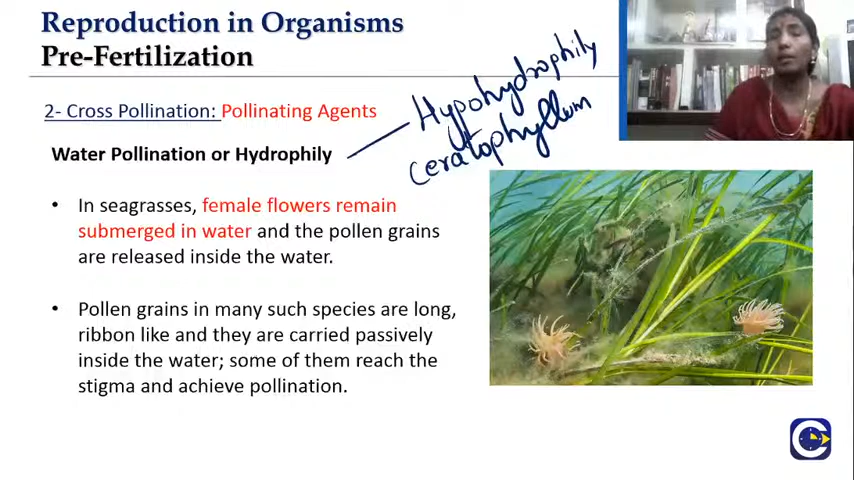 Reproduction in Organisms
Pre-Fertilization
2- Cross Pollination: Pollinating Agents
Hypohydrophily
ceratophyllum
Water Pollination or Hydrophily
• In seagrasses, female flowers remain
submerged in water and the pollen grains
are released inside the water.
• Pollen grains in many such species are long,
ribbon like and they are carried passively
inside the water; some of them reach the
stigma and achieve pollination.